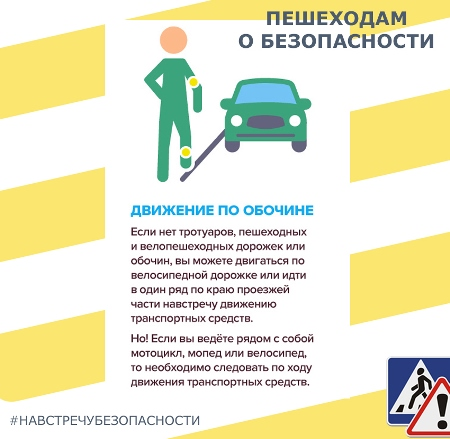 ПЕШЕХОДАМ
О БЕЗОПАСНОСТИ
ДВИЖЕНИЕ ПО ОБОЧИНЕ
Если нет тротуаров, пешеходных
и велопешеходных дорожек или
обочин, вы можете двигаться по
велосипедной дорожке или идти
в один ряд по краю проезжей
части навстречу движению
транспортных средств.
Но! Если вы ведёте рядом с собой
мотоцикл, мопед или велосипед,
то необходимо следовать по ходу
движения транспортных средств.
#НАВСТРЕЧУБЕЗОПАСНОСТИ